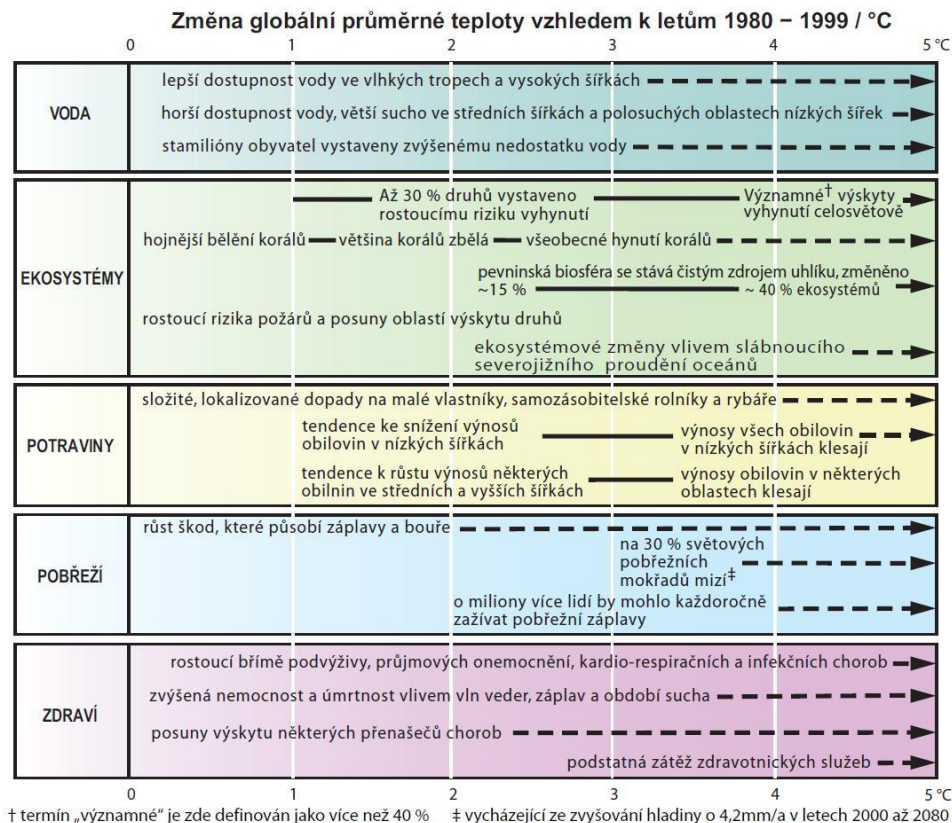 Změna globální průměrné teploty vzhledem k letům 1980 – 1999 / °C
0 1 2 3 4 5 °C
VODA
lepší dostupnost vody ve vlhkých tropech a vysokých šířkách
horší dostupnost vody, větší sucho ve středních šířkách a polosuchých oblastech nízkých šířek
stamilióny obyvatel vystaveny zvýšenému nedostatku vody
EKOSYSTÉMY
Až 30 % druhů vystaveno
rostoucímu riziku vyhynutí
Významné† výskyty
vyhynutí celosvětově
hojnější bělění korálů
většina korálů zbělá
všeobecné hynutí korálů
pevninská biosféra se stává čistým zdrojem uhlíku, změněno
~15 %
~ 40 % ekosystémů
rostoucí rizika požárů a posuny oblastí výskytu druhů
ekosystémové změny vlivem slábnoucího
severojižního proudění oceánů
POTRAVINY
složité, lokalizované dopady na malé vlastníky, samozásobitelské rolníky a rybáře
tendence ke snížení výnosů
obilovin v nízkých šířkách
výnosy všech obilovin
v nízkých šířkách klesají
tendence k růstu výnosů některých
obilnin ve středních a vyšších šířkách
výnosy obilovin v některých
oblastech klesají
POBŘEŽÍ
růst škod, které působí záplavy a bouře
na 30 % světových
pobřežních
mokřadů mizí‡
o miliony více lidí by mohlo každoročně
zažívat pobřežní záplavy
ZDRAVÍ
rostoucí břímě podvýživy, průjmových onemocnění, kardio-respiračních a infekčních chorob
zvýšená nemocnost a úmrtnost vlivem vln veder, záplav a období sucha
posuny výskytu některých přenašečů chorob
podstatná zátěž zdravotnických služeb
0 1 2 3 4 5 °C
† termín „významné“ je zde definován jako více než 40 % ‡ vycházející ze zvyšování hladiny o 4,2mm/a v letech 2000 až 2080